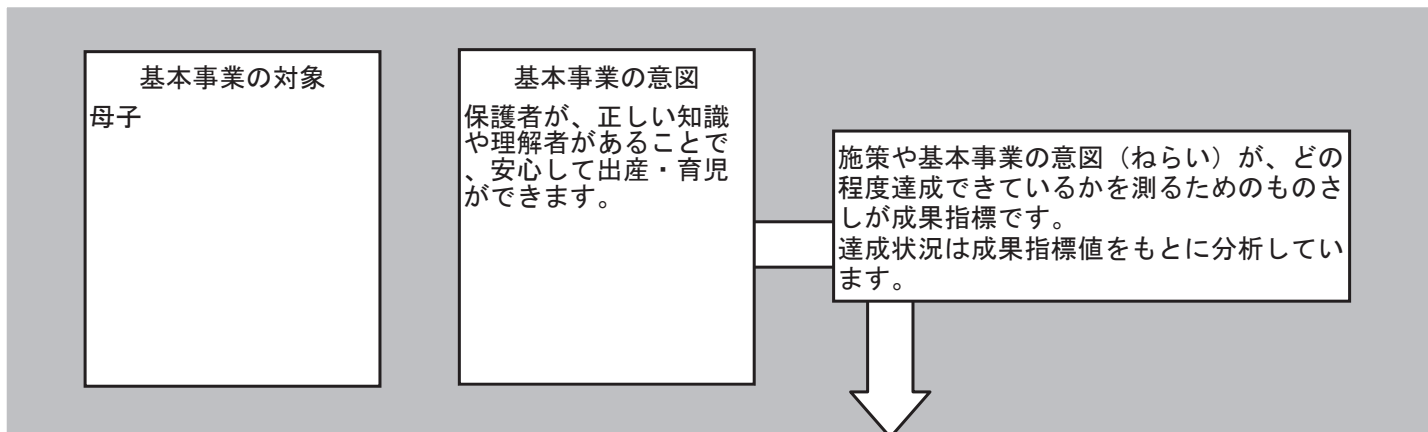 基本事業の対象
母子
基本事業の意図
保護者が、正しい知識
や理解者があることで
、安心して出産・育児
ができます。
施策や基本事業の意図（ねらい）が、どの
程度達成できているかを測るためのものさ
しが成果指標です。
達成状況は成果指標値をもとに分析してい
ます。